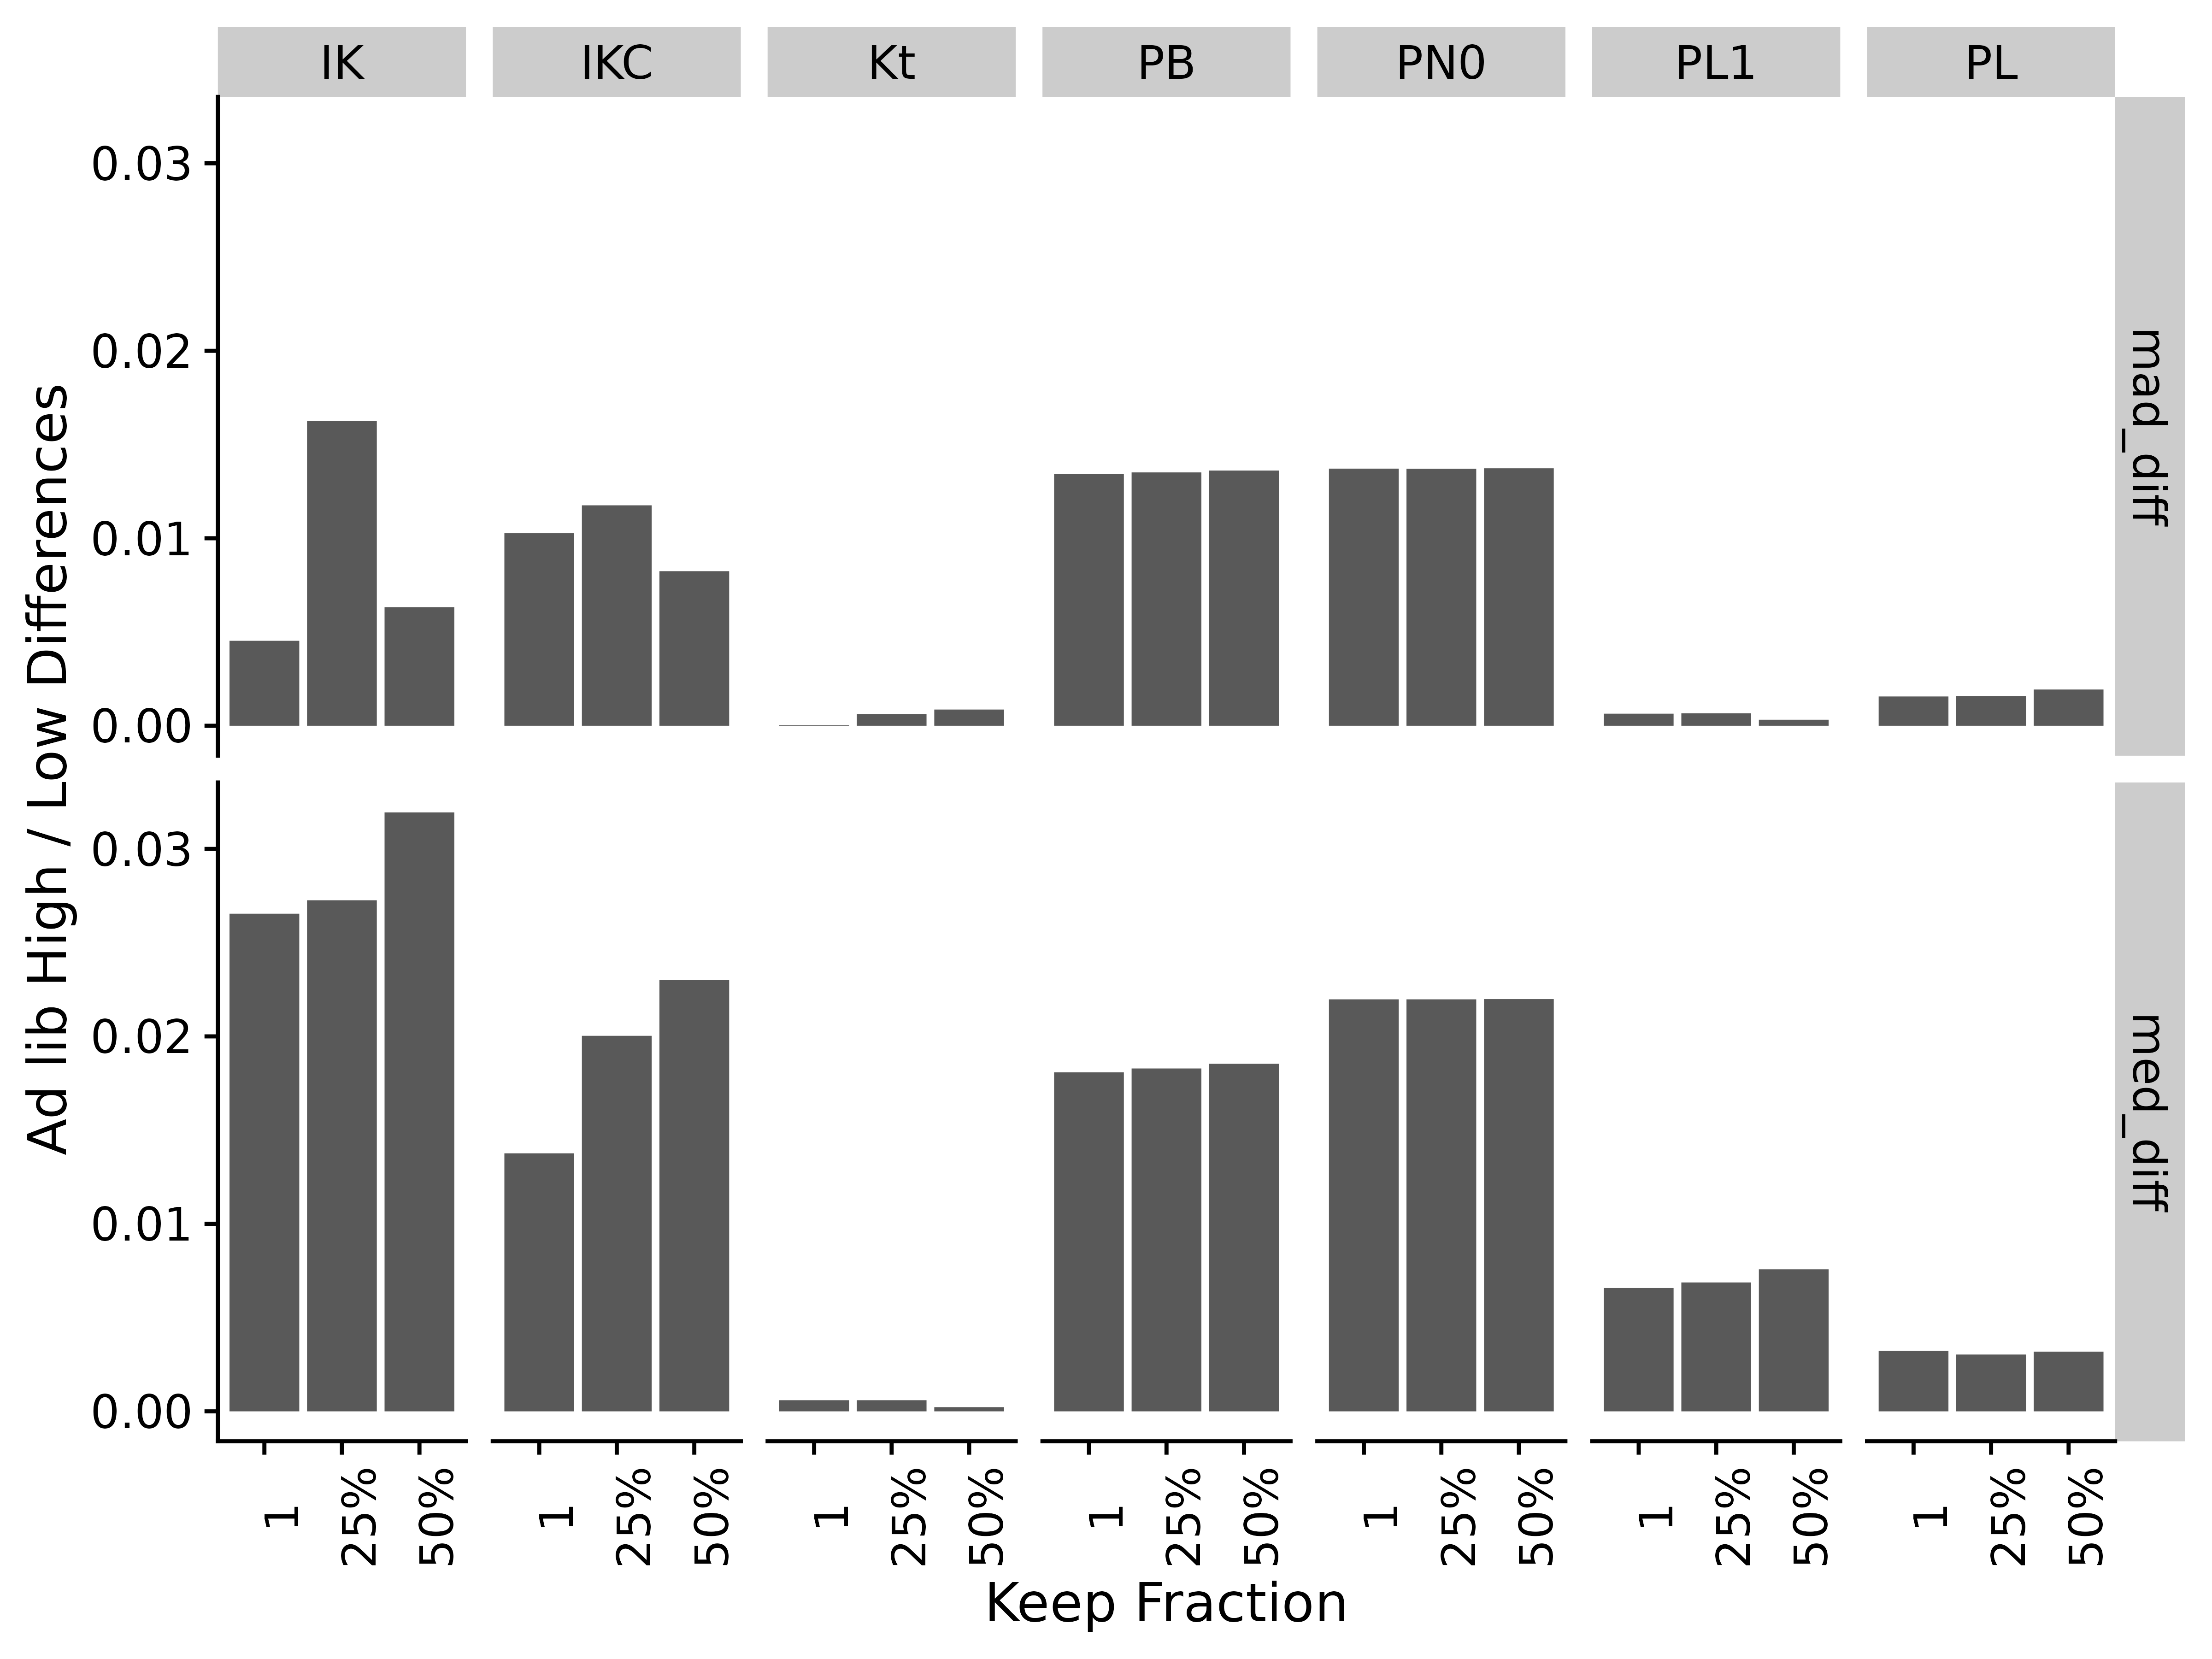 IK IKC Kt PB PN0 PL1 PL
0.03
0.02
0.01
0.00
mad_diff
0.03
0.02
0.01
0.00
med_diff
Ad lib High / Low Differences
1 25% 50% 1 25% 50% 1 25% 50% 1 25% 50% 1 25% 50% 1 25% 50% 1 25% 50%
Keep Fraction